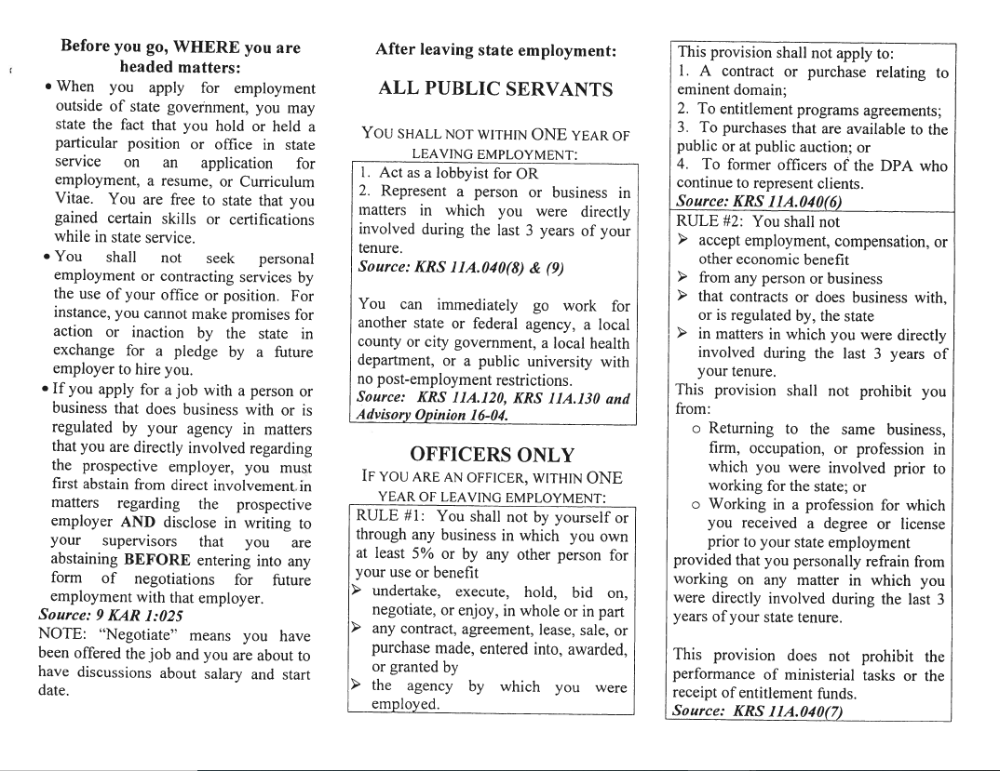 Before you go, WHERE you are
headed matters:
• When you apply for employment
outside of state government, you may
state the fact that you hold or held a
particular position or office in state
service on an application for
employment, a resume, or Curriculum
Vitae. You are free to state that you
gained certain skills or certifications
while in state service.
• You shall not seek personal
employment or contracting services by
the use of your office or position. For
instance, you cannot make promises for
action or inaction by the state in
exchange for a pledge by a future
employer to hire you.
• If you apply for a job with a person or
business that does business with or is
regulated by your agency in matters
that you are directly involved regarding
the prospective employer, you must
first abstain from direct involvement in
matters regarding the prospective
employer AND disclose in writing to
your supervisors that you are
abstaining BEFORE entering into any
form of negotiations for future
employment with that employer.
Source: 9 KAR 1:025
NOTE: “Negotiate” means you have
been offered the job and you are about to
have discussions about salary and start
date.
After leaving state employment:
ALL PUBLIC SERVANTS
YOU SHALL NOT WITHIN ONE YEAR OF
LEAVING EMPLOYMENT:
1. Act as a lobbyist for OR
2. Represent a person or business in
matters in which you were directly
involved during the last 3 years of your
tenure.
Source: KRS 11A.040(8) & (9)
You can immediately go work for
another state or federal agency, a local
county or city government, a local health
department, or a public university with
no post-employment restrictions.
Source: KRS 11A.120, KRS 11A.130 and
Advisory Opinion 16-04.
OFFICERS ONLY
IF YOU ARE AN OFFICER, WITHIN ONE
YEAR OF LEAVING EMPLOYMENT:
RULE #1: You shall not by yourself or
through any business in which you own
at least 5% or by any other person for
your use or benefit
➢ undertake, execute, hold, bid on,
negotiate, or enjoy, in whole or in part
➢ any contract, agreement, lease, sale, or
purchase made, entered into, awarded,
or granted by
➢ the agency by which you were
employed.
This provision shall not apply to:
1. A contract or purchase relating to
eminent domain;
2. To entitlement programs agreements;
3. To purchases that are available to the
public or at public auction; or
4. To former officers of the DPA who
continue to represent clients.
Source: KRS 11A.040(6)
RULE #2: You shall not
➢ accept employment, compensation, or
other economic benefit
➢ from any person or business
➢ that contracts or does business with,
or is regulated by, the state
➢ in matters in which you were directly
involved during the last 3 years of
your tenure.
This provision shall not prohibit you
from:
o Returning to the same business,
firm, occupation, or profession in
which you were involved prior to
working for the state; or
o Working in a profession for which
you received a degree or license
prior to your state employment
provided that you personally refrain from
working on any matter in which you
were directly involved during the last 3
years of your state tenure.
This provision does not prohibit the
performance of ministerial tasks or the
receipt of entitlement funds.
Source: KRS 11A.040(7)